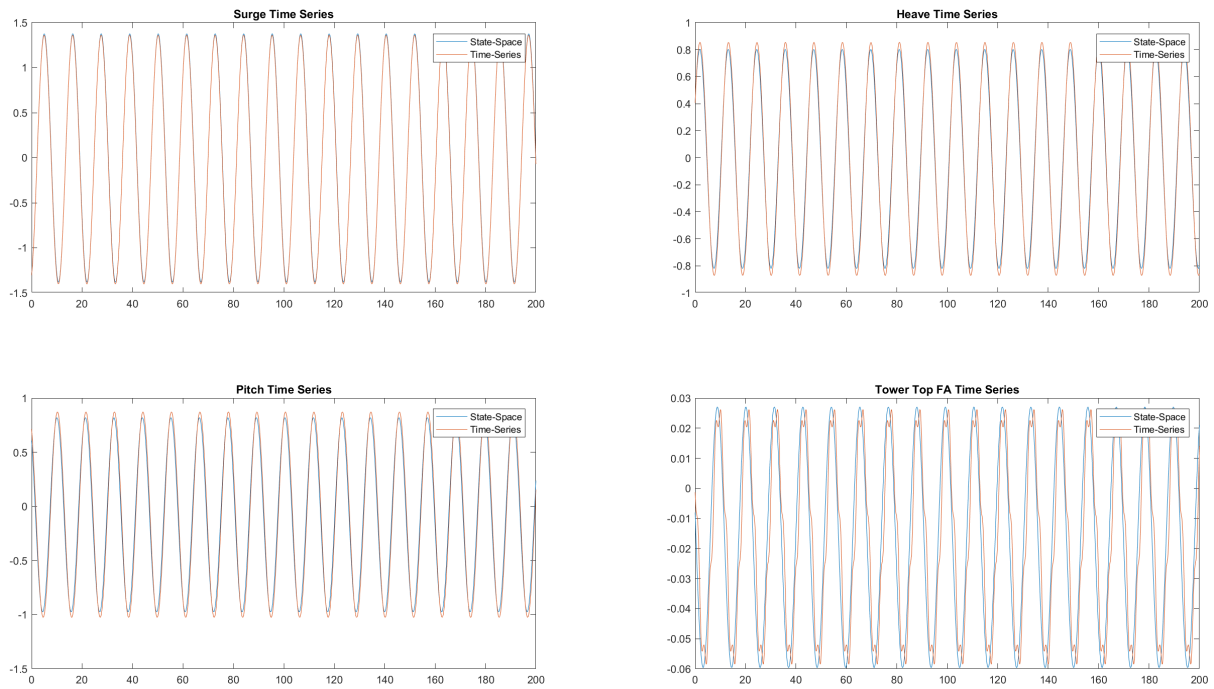 Surge Time Series
1.5
1
0.5
0
-0.5
-1
-1.5
0 20 40 60 80 100 120 140 160 180 200
State-Space
Time-Series
Heave Time Series
1
0.8
0.6
0.4
0.2
0
-0.2
-0.4
-0.6
-0.8
-1
0 20 40 60 80 100 120 140 160 180 200
State-Space
Time-Series
Pitch Time Series
1
0.5
0
-0.5
-1
-1.5
0 20 40 60 80 100 120 140 160 180 200
State-Space
Time-Series
Tower Top FA Time Series
0.03
0.02
0.01
0
-0.01
-0.02
-0.03
-0.04
-0.05
-0.06
0 20 40 60 80 100 120 140 160 180 200
State-Space
Time-Series